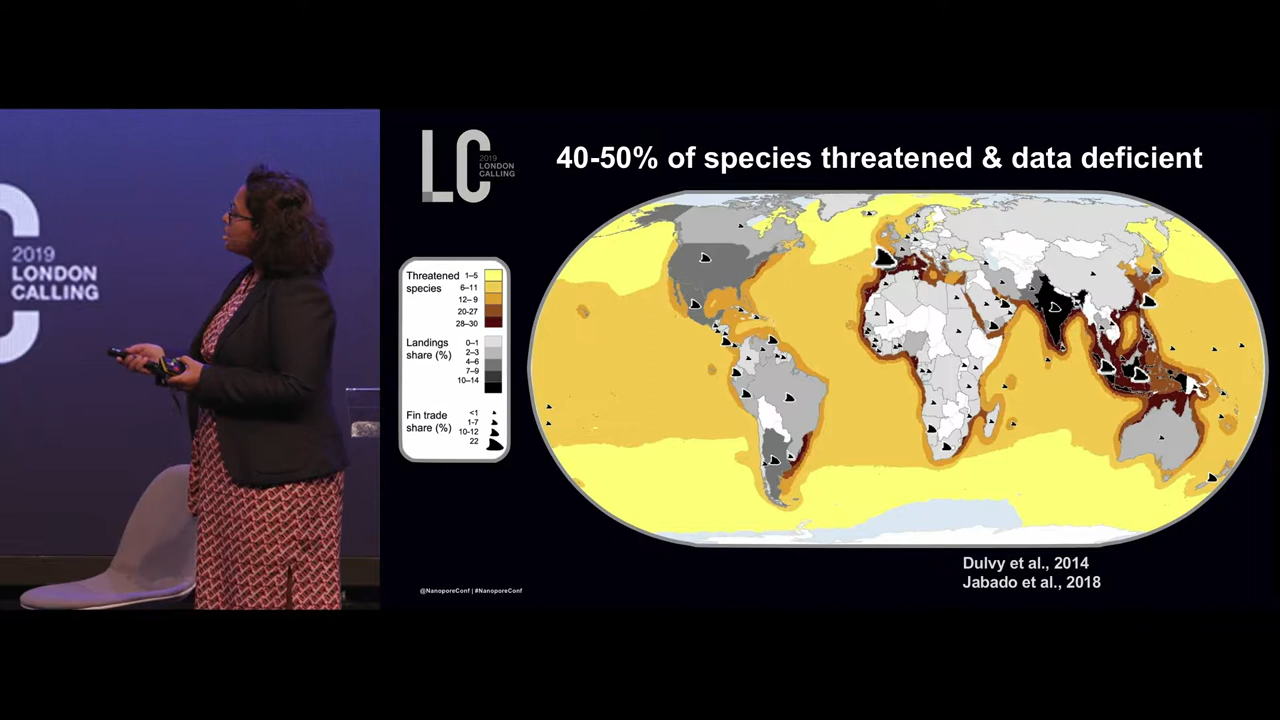 2019
LONDON
CALLING
LC
2019
LONDON
CALLING
40-50% of species threatened & data deficient
Threatened species
1–5
6–11
12– 9
20-27
28–30
Landings share (%)
0–1
2–3
4–6
7–9
10–14
Fin trade share (%)
<1
1-7
10-12
22
Dulvy et al., 2014
Jabado et al., 2018
@NanoporeConf | #NanoporeConf